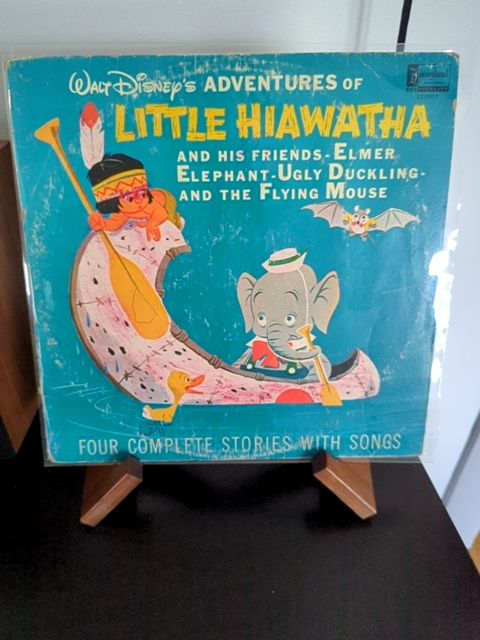 Walt Disney's ADVENTURES OF
LITTLE HIAWATHA
AND HIS FRIENDS-ELMER
ELEPHANT-UGLY DUCKLING-
AND THE FLYING MOUSE
Disneyland
FOUR COMPLETE STORIES WITH SONGS